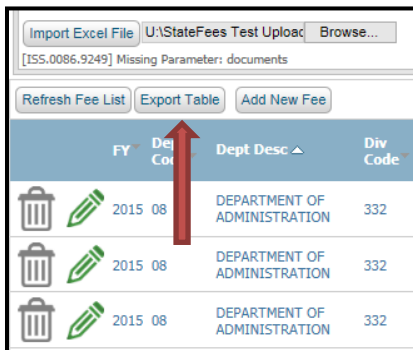 Import Excel File U:\StateFees Test Upload Browse...
[ISS.0086.9249] Missing Parameter: documents
Refresh Fee List Export Table Add New Fee
FY Dept Desc Div
Code
2015 08 DEPARTMENT OF ADMINISTRATION 332
2015 08 DEPARTMENT OF ADMINISTRATION 332
2015 08 DEPARTMENT OF ADMINISTRATION 332